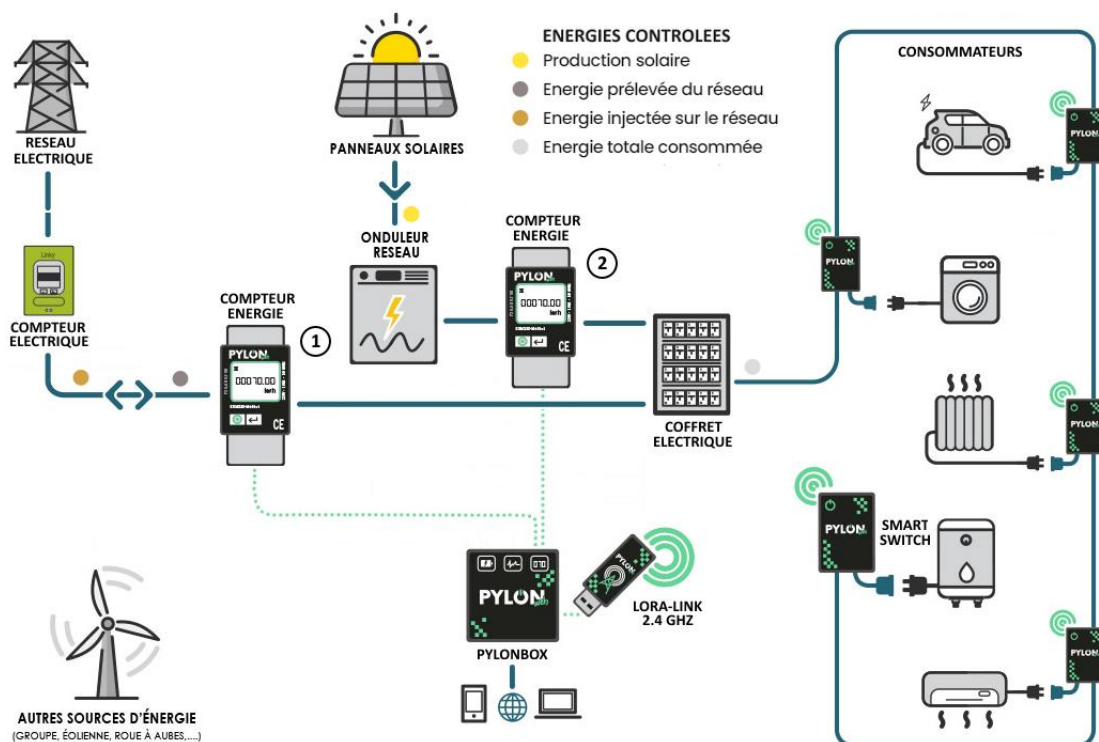 ENERGIES CONTROLEES
Production solaire
Energie prélevée du réseau
Energie injectée sur le réseau
Energie totale consommée
CONSOMMATEURS
RESEAU
ELECTRIQUE
PANNEAUX SOLAIRES
ONDULEUR
RESEAU
COMPTEUR
ENERGIE
2
PYLON
00070.00
kwh
CE
Linky
COMPTEUR
ELECTRIQUE
COMPTEUR
ENERGIE
1
PYLON
00070.00
kwh
CE
COFFRET
ELECTRIQUE
PYLON
PYLON
PYLON
PYLON
SMART
SWITCH
PYLON
PYLON
PYLON
LORA-LINK
2.4 GHZ
PYLONBOX
AUTRES SOURCES D'ÉNERGIE
(GROUPE, ÉOLIENNE, ROUE À AUBES,....)